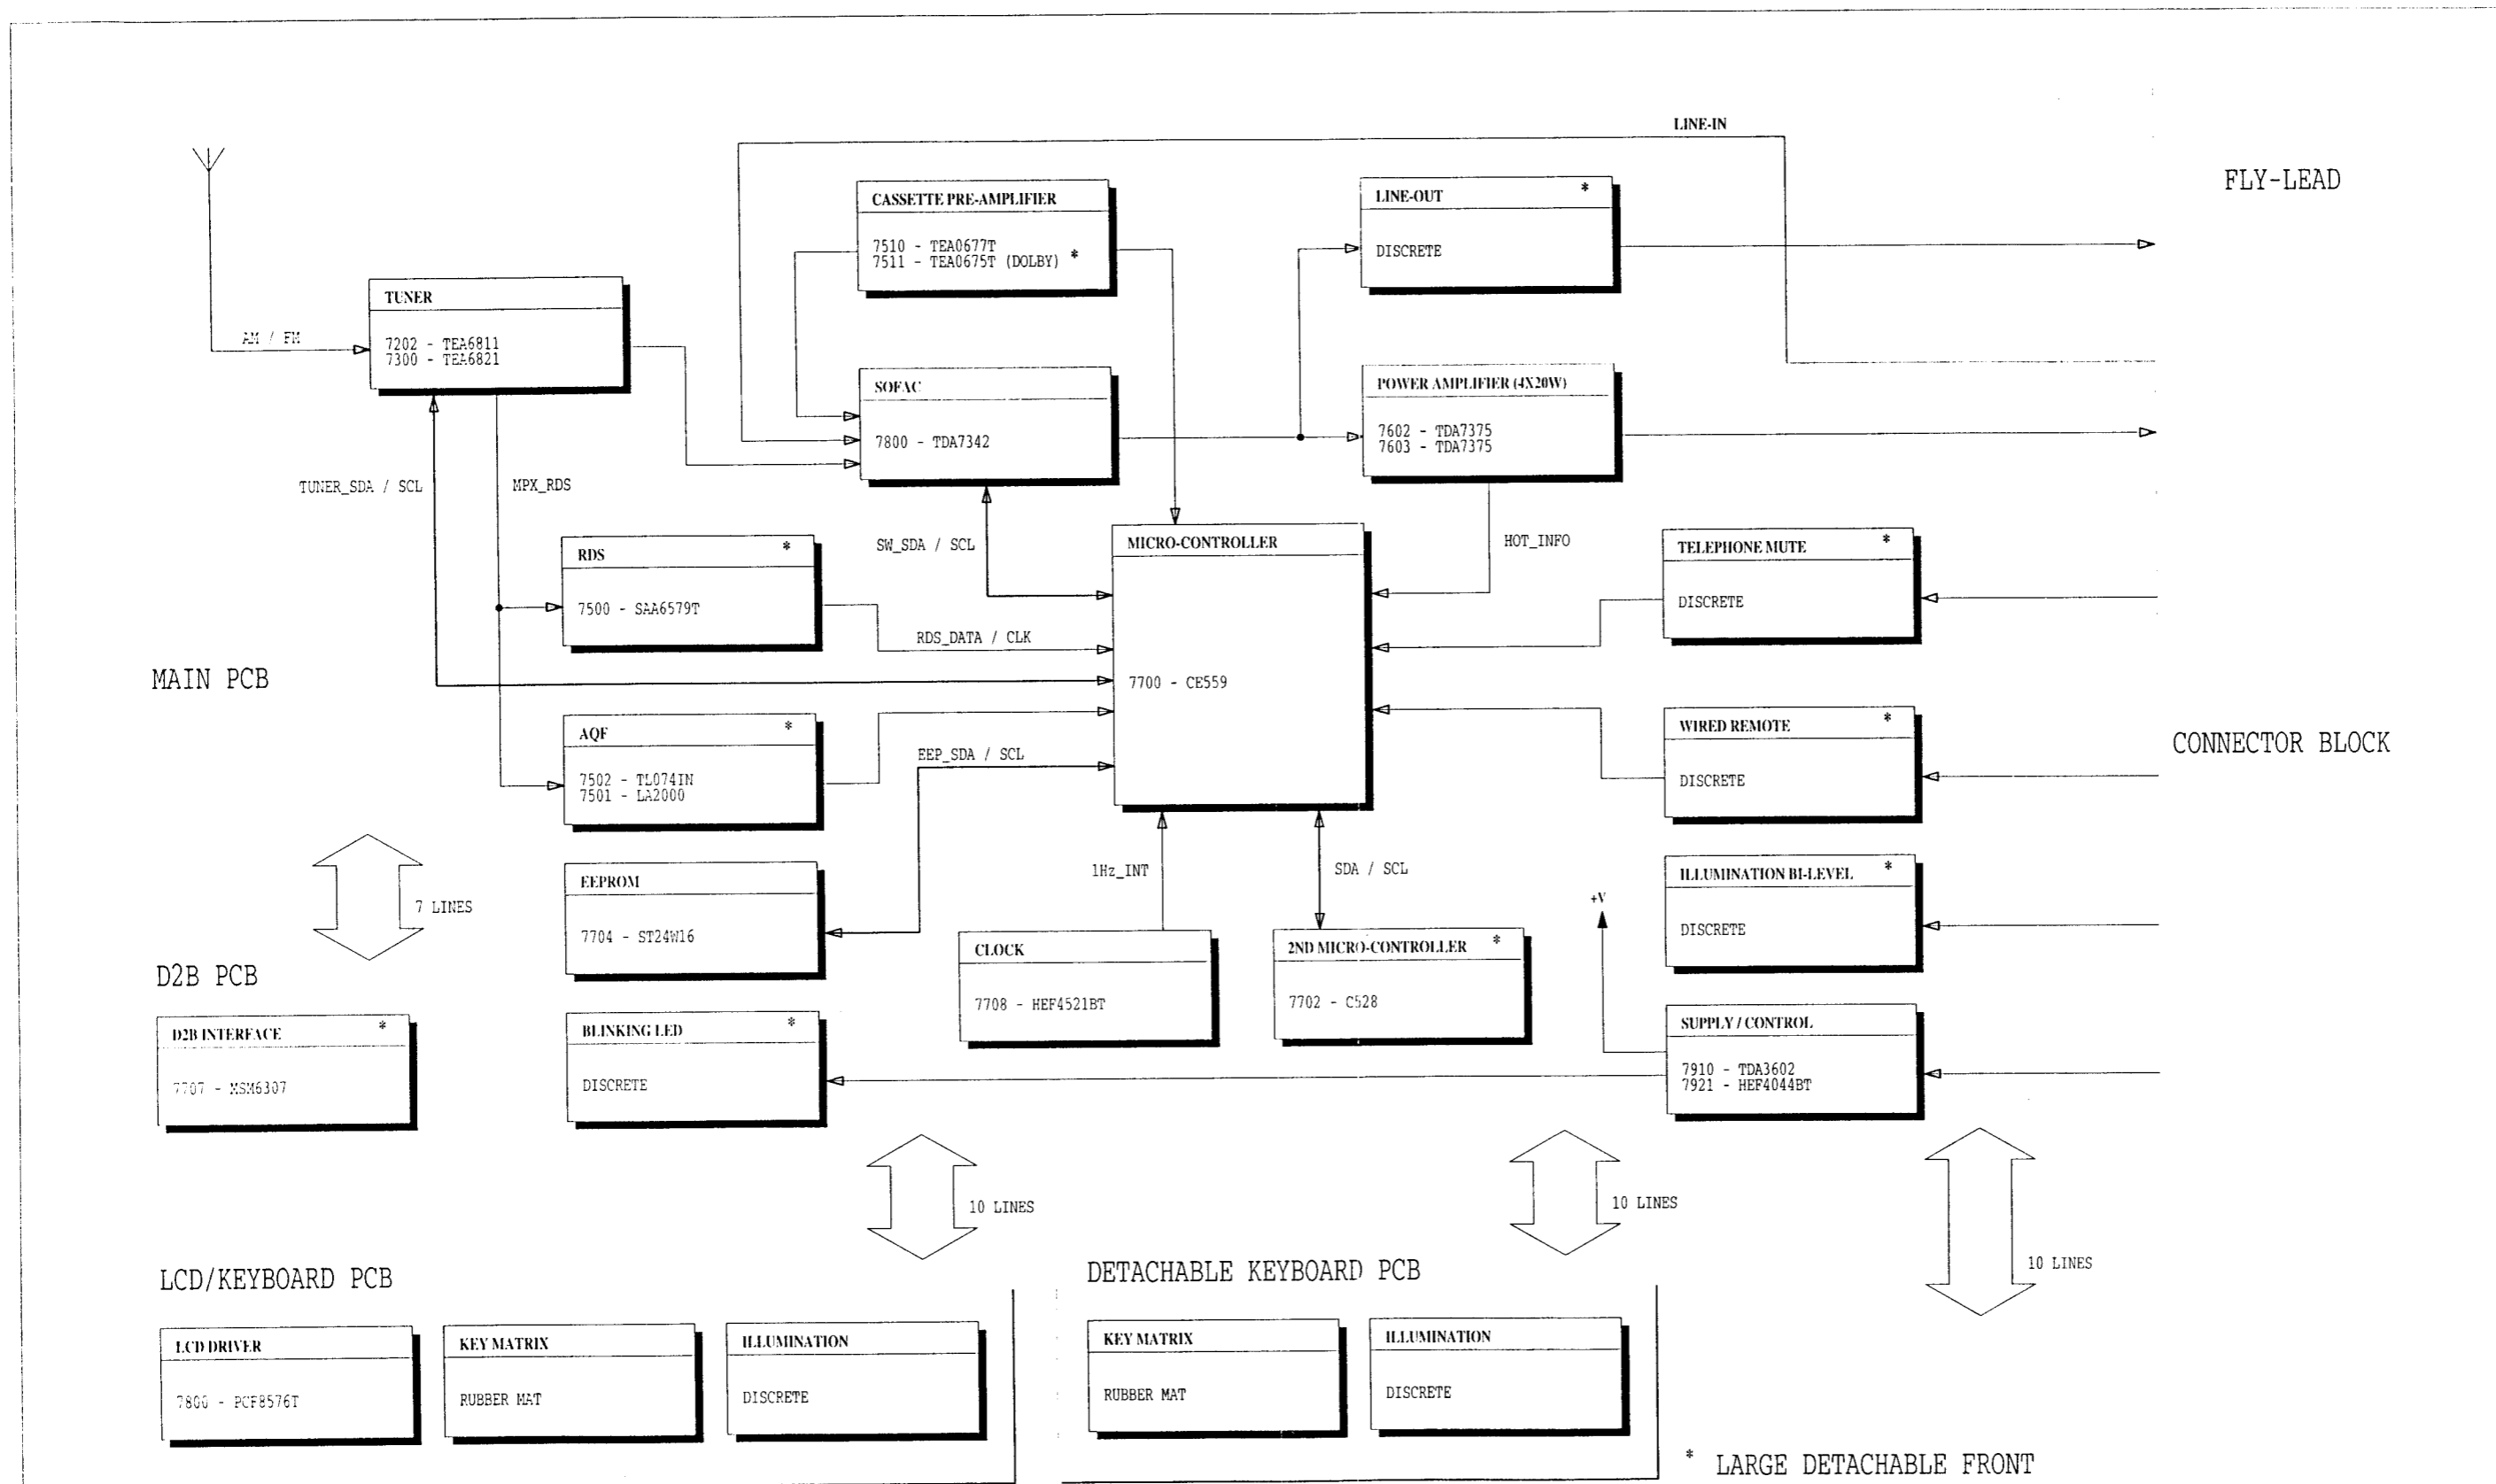 LINE-IN
FLY-LEAD
CASSETTE PRE-AMPLIFIER
7510 - TEA0677T
7511 - TEA0675T (DOLBY) *
LINE-OUT *
DISCRETE
TUNER
7202 - TEA6811
7300 - TEA6821
AM / FM
SOFAC
7800 - TDA7342
POWER AMPLIFIER (4X20W)
7602 - TDA7375
7603 - TDA7375
TUNER_SDA / SCL
MPX_RDS
SW_SDA / SCL
HOT_INFO
RDS *
7500 - SAA6579T
RDS_DATA / CLK
MICRO-CONTROLLER
7700 - CE559
TELEPHONE MUTE *
DISCRETE
MAIN PCB
AQF *
7502 - TL074IN
7501 - LA2000
EEP_SDA / SCL
WIRED REMOTE *
DISCRETE
CONNECTOR BLOCK
7 LINES
EEPROM
7704 - ST24W16
1Hz_INT
SDA / SCL
ILLUMINATION BI-LEVEL *
DISCRETE
+V
CLOCK
7708 - HEF4521BT
2ND MICRO-CONTROLLER *
7702 - C528
D2B PCB
D2B INTERFACE *
7707 - MSM6307
BLINKING LED *
DISCRETE
SUPPLY / CONTROL
7910 - TDA3602
7921 - HEF4044BT
10 LINES
10 LINES
10 LINES
LCD/KEYBOARD PCB
LCD DRIVER
7800 - PCF8576T
KEY MATRIX
RUBBER MAT
ILLUMINATION
DISCRETE
DETACHABLE KEYBOARD PCB
KEY MATRIX
RUBBER MAT
ILLUMINATION
DISCRETE
* LARGE DETACHABLE FRONT